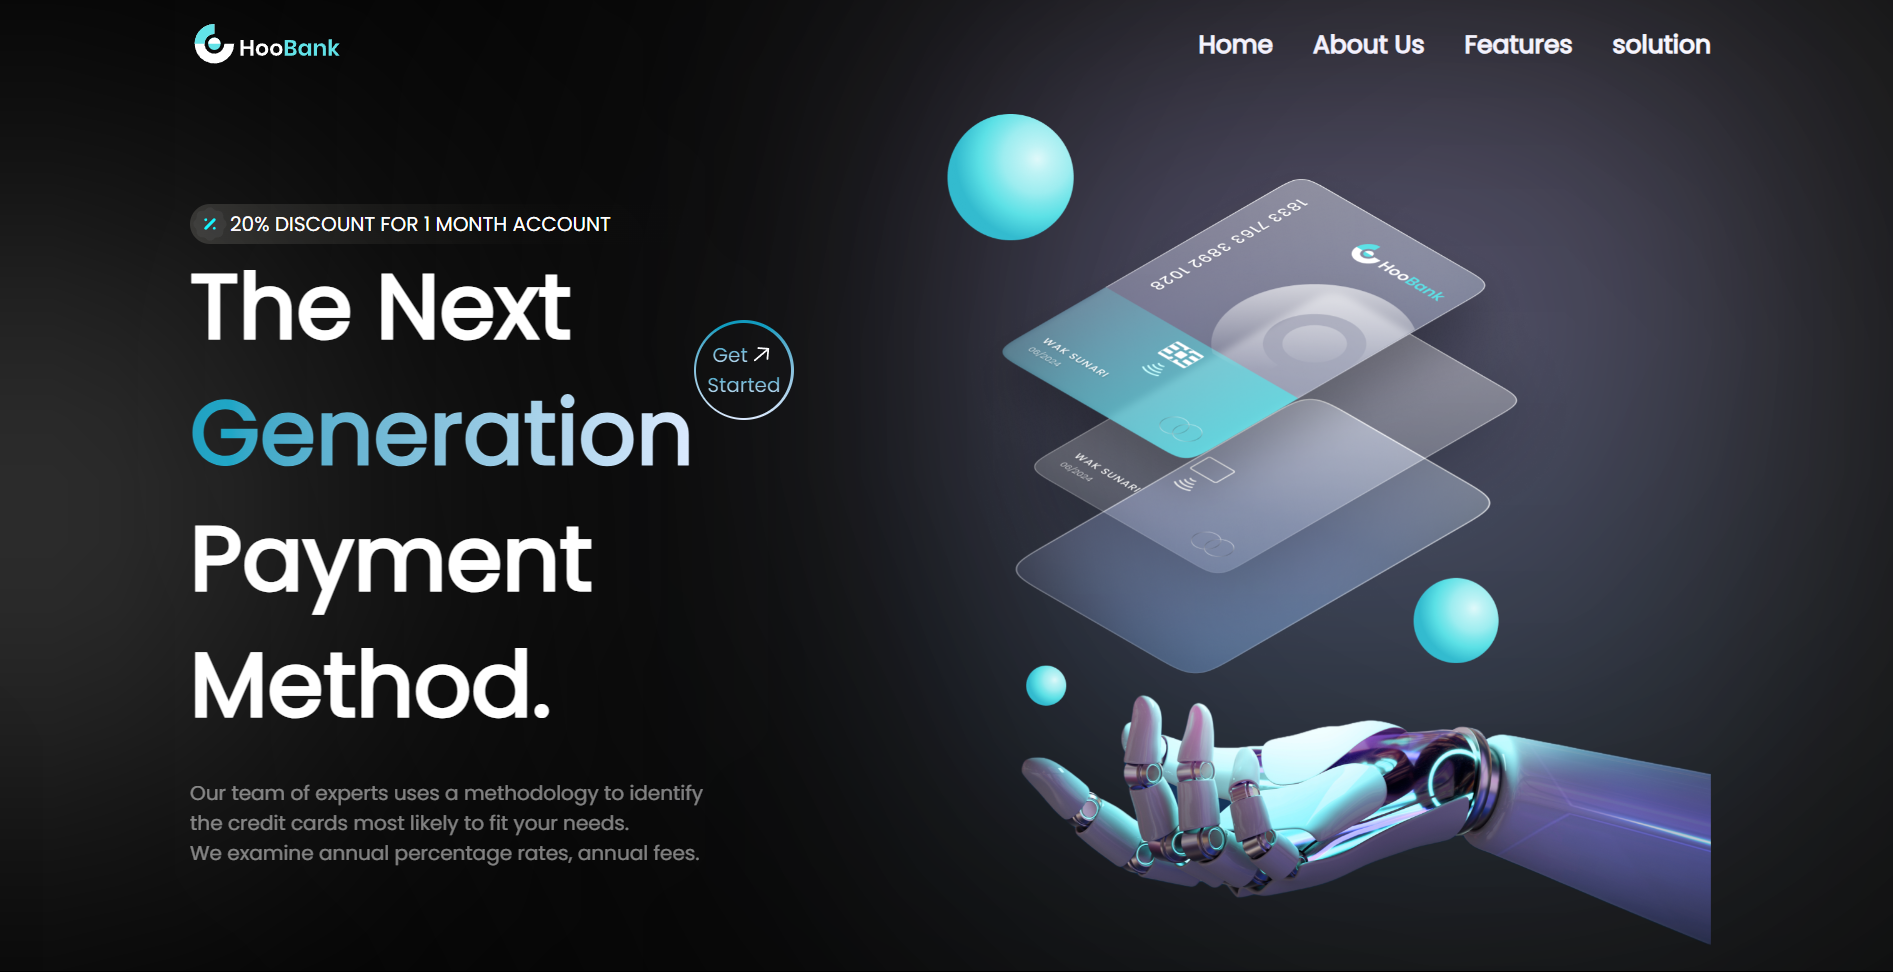 HooBank
Home About Us Features solution
20% DISCOUNT FOR 1 MONTH ACCOUNT
The Next
Generation
Payment
Method.
Get
Started
Our team of experts uses a methodology to identify
the credit cards most likely to fit your needs.
We examine annual percentage rates, annual fees.
1833 7163 3892 1028
HooBank
WAK SUNARI
06/2024
WAK SUNARI
06/2024